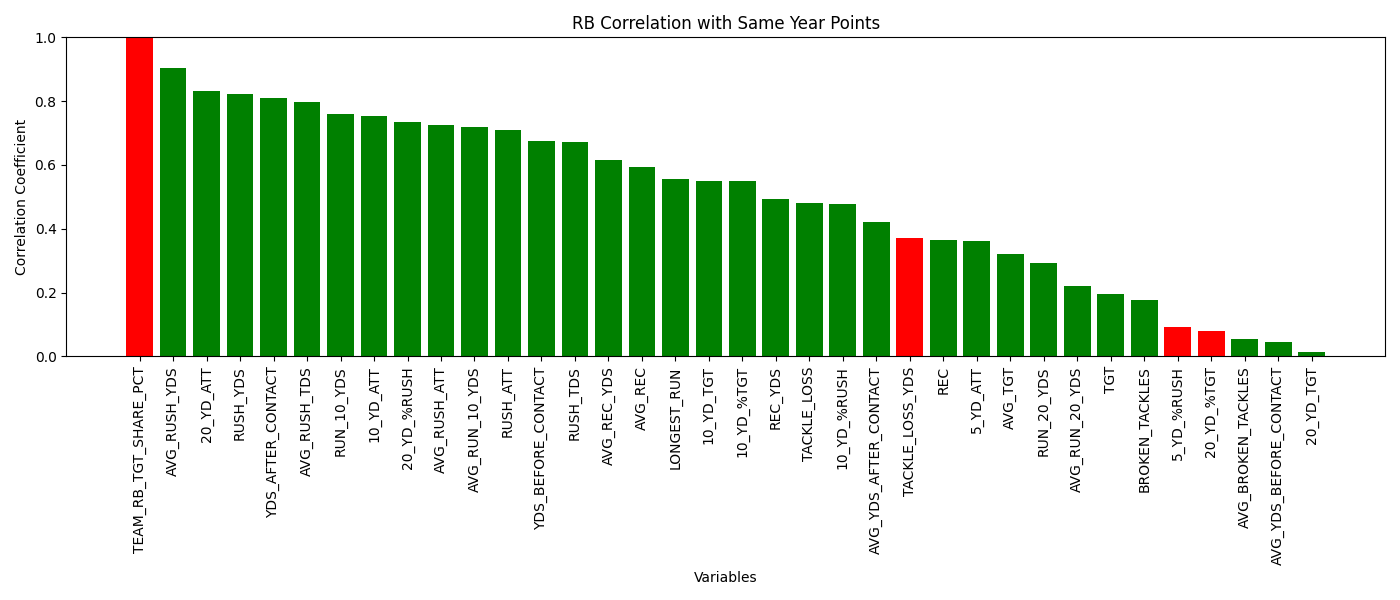 RB Correlation with Same Year Points
Correlation Coefficient
1.0
0.8
0.6
0.4
0.2
0.0
TEAM_RB_TGT_SHARE_PCT
AVG_RUSH_YDS
20_YD_ATT
RUSH_YDS
YDS_AFTER_CONTACT
AVG_RUSH_TDS
RUN_10_YDS
10_YD_ATT
20_YD_%RUSH
AVG_RUSH_ATT
AVG_RUN_10_YDS
RUSH_ATT
YDS_BEFORE_CONTACT
RUSH_TDS
AVG_REC_YDS
AVG_REC
LONGEST_RUN
10_YD_TGT
10_YD_%TGT
REC_YDS
TACKLE_LOSS
10_YD_%RUSH
AVG_YDS_AFTER_CONTACT
TACKLE_LOSS_YDS
REC
5_YD_ATT
AVG_TGT
RUN_20_YDS
AVG_RUN_20_YDS
TGT
BROKEN_TACKLES
5_YD_%RUSH
20_YD_%TGT
AVG_BROKEN_TACKLES
AVG_YDS_BEFORE_CONTACT
20_YD_TGT
Variables